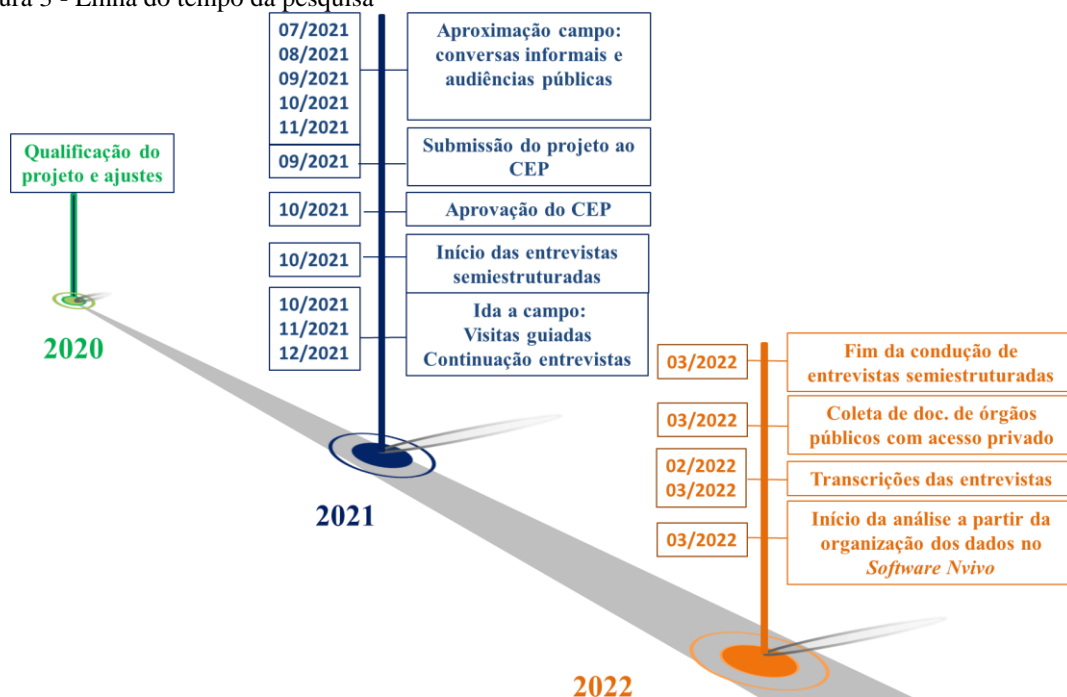 ura 3 - Linha do tempo da pesquisa
Qualificação do
projeto e ajustes
2020
07/2021
08/2021
09/2021
10/2021
11/2021
Aproximação campo:
conversas informais e
audiências públicas
09/2021
Submissão do projeto ao
CEP
10/2021
Aprovação do CEP
10/2021
Início das entrevistas
semiestruturadas
10/2021
11/2021
12/2021
Ida a campo:
Visitas guiadas
Continuação entrevistas
2021
03/2022
Fim da condução de
entrevistas semiestruturadas
03/2022
Coleta de doc. de órgãos
públicos com acesso privado
02/2022
03/2022
Transcrições das entrevistas
03/2022
Início da análise a partir da
organização dos dados no
Software Nvivo
2022